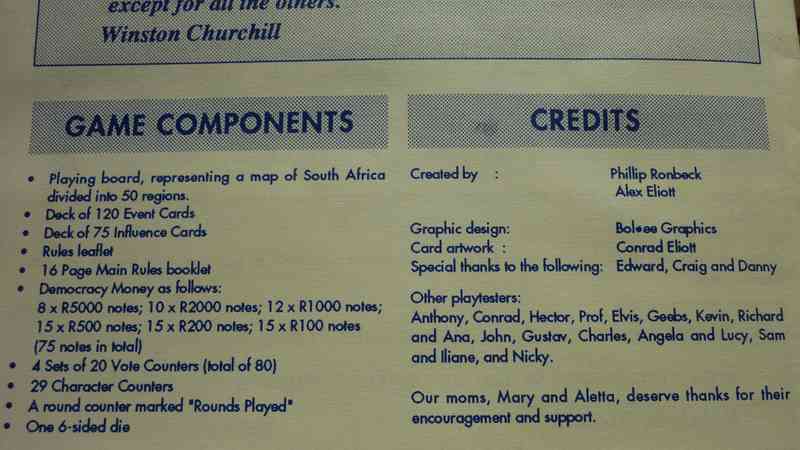 except for all the others.
Winston Churchill
GAME COMPONENTS
• Playing board, representing a map of South Africa
divided into 50 regions.
• Deck of 120 Event Cards
• Deck of 75 Influence Cards
• Rules leaflet
• 16 Page Main Rules booklet
• Democracy Money as follows:
8 x R5000 notes; 10 x R2000 notes; 12 x R1000 notes;
15 x R500 notes; 15 x R200 notes; 15 x R100 notes
(75 notes in total)
• 4 Sets of 20 Vote Counters (total of 80)
• 29 Character Counters
• A round counter marked "Rounds Played"
• One 6-sided die
CREDITS
Created by : Phillip Ronbeck
Alex Eliott
Graphic design: Graphics
Card artwork : Conrad Eliott
Special thanks to the following: Edward, Craig and Danny
Other playtesters:
Anthony, Conrad, Hector, Prof, Elvis, Geebs, Kevin, Richard
and Ana, John, Gustav, Charles, Angela and Lucy, Sam
and Iliane, and Nicky.
Our moms, Mary and Aletta, deserve thanks for their
encouragement and support.